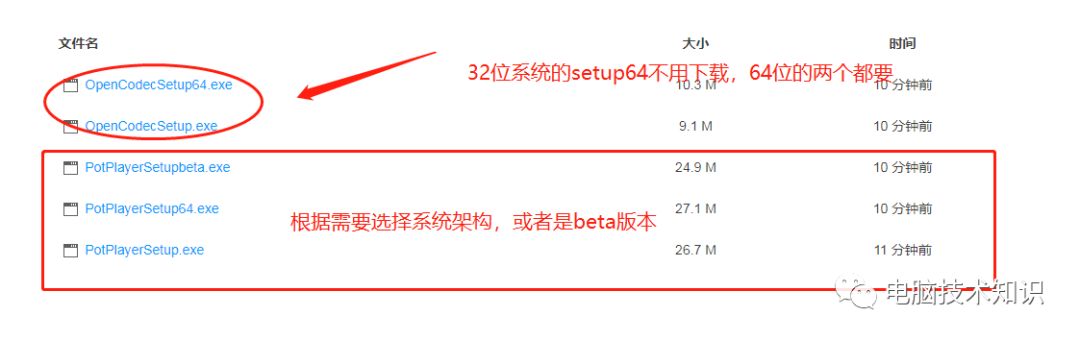 文件名 大小 时间
32位系统的setup64不用下载，64位的两个都要
OpenCodecSetup64.exe 10.3 M 10 分钟前
OpenCodecSetup.exe 9.1 M 10 分钟前
PotPlayerSetupbeta.exe 24.9 M 10 分钟前
PotPlayerSetup64.exe 27.1 M 10 分钟前
根据需要选择系统架构，或者是beta版本
PotPlayerSetup.exe 26.7 M 11 分钟前
电脑技术知识